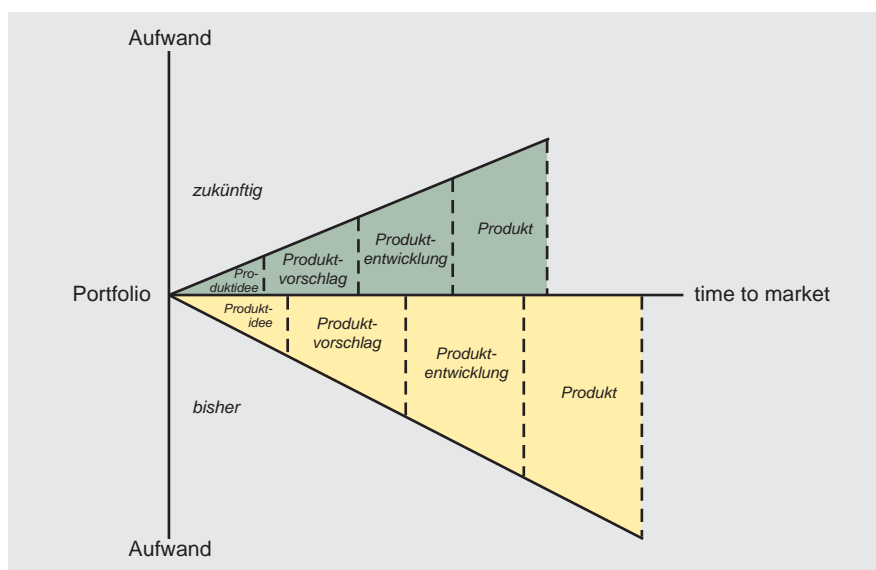 Aufwand
zukünftig
Pro-
duktidee
Produkt-
vorschlag
Produkt-
entwicklung
Produkt
Portfolio
time to market
Produkt-
idee
Produkt-
vorschlag
Produkt-
entwicklung
Produkt
bisher
Aufwand